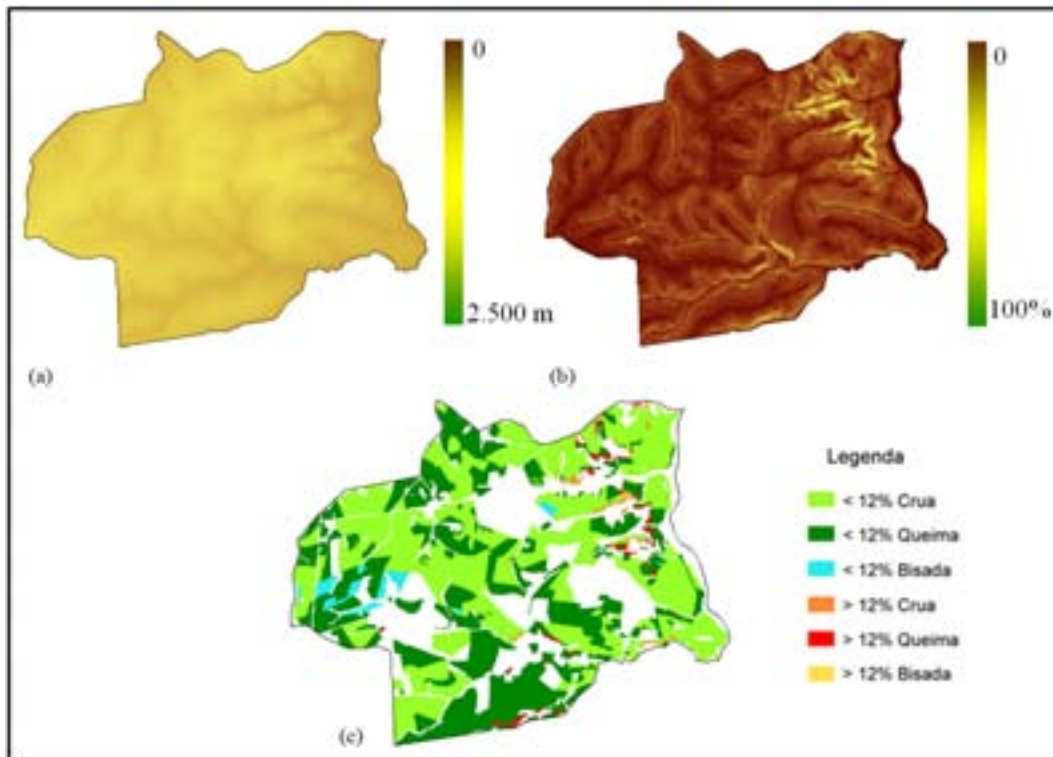 0
2.500 m
0
100%
(a)
(b)
(c)
Legenda
< 12% Crua
< 12% Queima
< 12% Bisada
> 12% Crua
> 12% Queima
> 12% Bisada